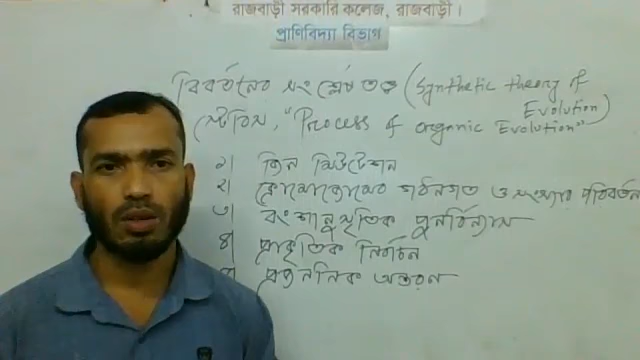 রাজবাড়ী সরকারি কলেজ, রাজবাড়ী।
প্রাণিবিদ্যা বিভাগ
বিবর্তনের সংশ্লেষ তত্ত্ব (Synthetic theory of Evolution)
স্টেবিন্স, "Process of organic Evolution"
১| জিন মিউটেশন
২| ক্রোমোজোমের গঠনগত ও সংখ্যার পরিবর্তন
৩| বংশানুসৃতিক পুনর্বিন্যাস
৪| প্রাকৃতিক নির্বাচন
৫| প্রজননিক অন্তরণ